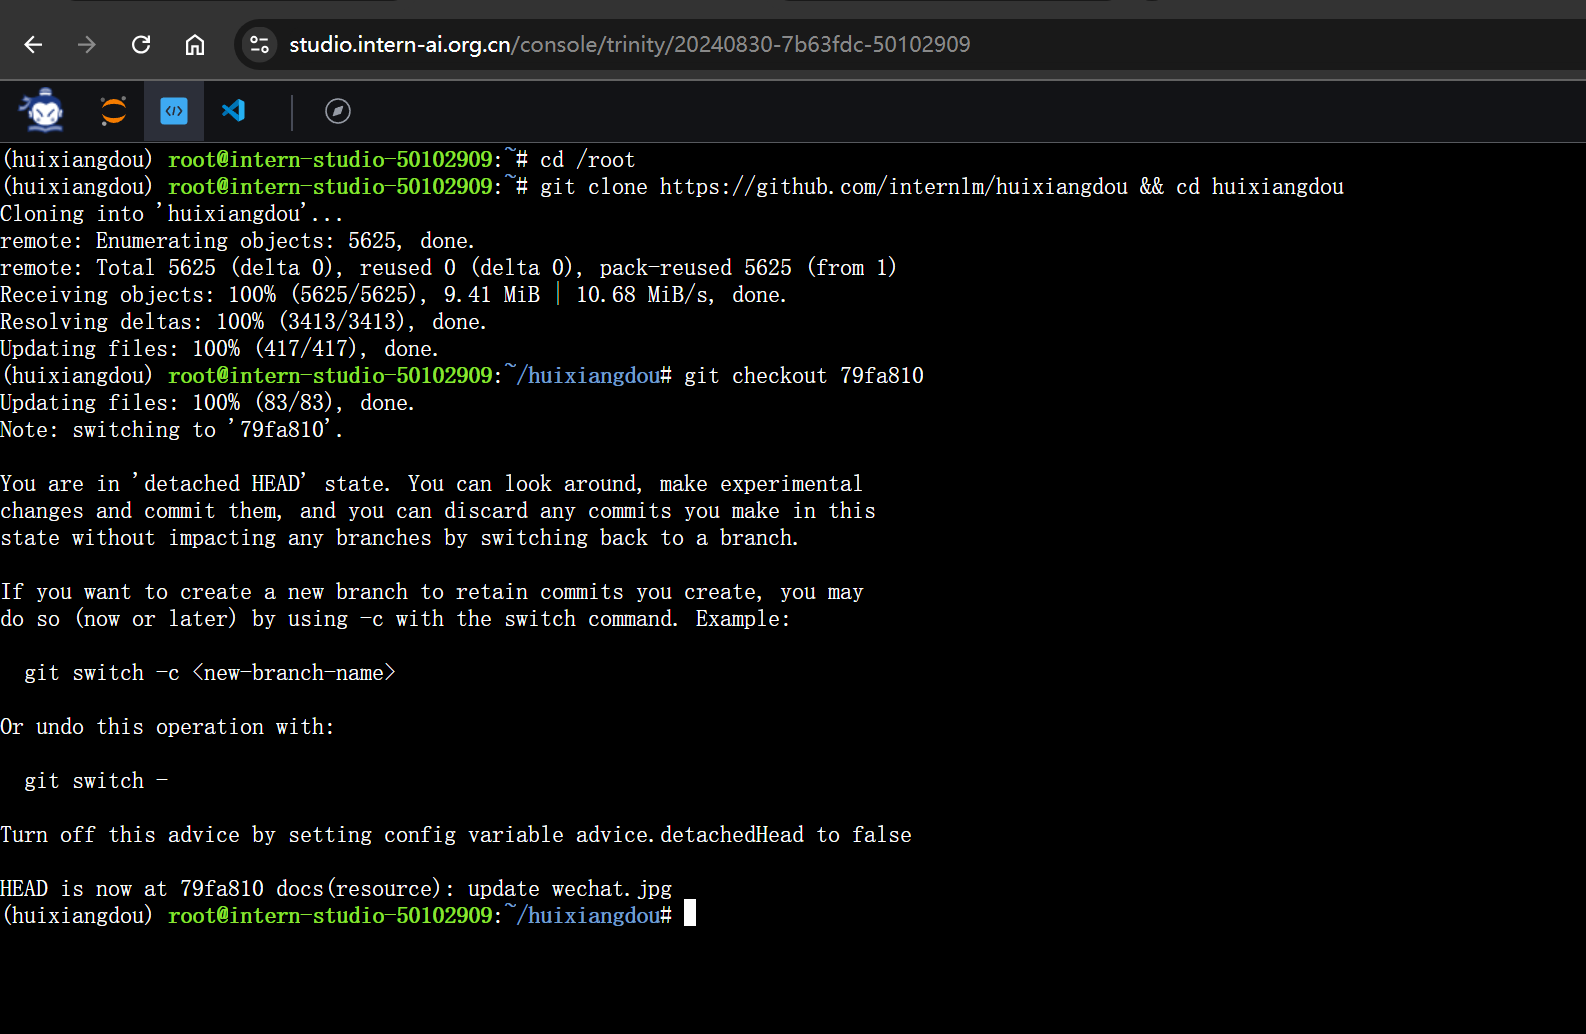 studio.intern-ai.org.cn/console/trinity/20240830-7b63fdc-50102909
(huixiangdou) root@intern-studio-50102909:~# cd /root
(huixiangdou) root@intern-studio-50102909:~# git clone https://github.com/internlm/huixiangdou && cd huixiangdou
Cloning into 'huixiangdou'...
remote: Enumerating objects: 5625, done.
remote: Total 5625 (delta 0), reused 0 (delta 0), pack-reused 5625 (from 1)
Receiving objects: 100% (5625/5625), 9.41 MiB | 10.68 MiB/s, done.
Resolving deltas: 100% (3413/3413), done.
Updating files: 100% (417/417), done.
(huixiangdou) root@intern-studio-50102909:~/huixiangdou# git checkout 79fa810
Updating files: 100% (83/83), done.
Note: switching to '79fa810'.
You are in 'detached HEAD' state. You can look around, make experimental
changes and commit them, and you can discard any commits you make in this
state without impacting any branches by switching back to a branch.
If you want to create a new branch to retain commits you create, you may
do so (now or later) by using -c with the switch command. Example:
git switch -c <new-branch-name>
Or undo this operation with:
git switch -
Turn off this advice by setting config variable advice.detachedHead to false
HEAD is now at 79fa810 docs(resource): update wechat.jpg
(huixiangdou) root@intern-studio-50102909:~/huixiangdou#